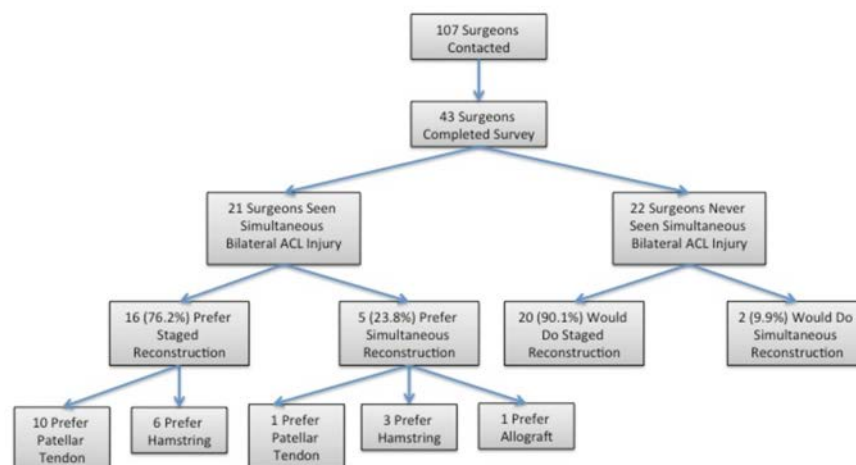 107 Surgeons
Contacted
43 Surgeons
Completed Survey
21 Surgeons Seen
Simultaneous
Bilateral ACL Injury
22 Surgeons Never
Seen Simultaneous
Bilateral ACL Injury
16 (76.2%) Prefer
Staged
Reconstruction
5 (23.8%) Prefer
Simultaneous
Reconstruction
20 (90.1%) Would
Do Staged
Reconstruction
2 (9.9%) Would Do
Simultaneous
Reconstruction
10 Prefer
Patellar
Tendon
6 Prefer
Hamstring
1 Prefer
Patellar
Tendon
3 Prefer
Hamstring
1 Prefer
Allograft